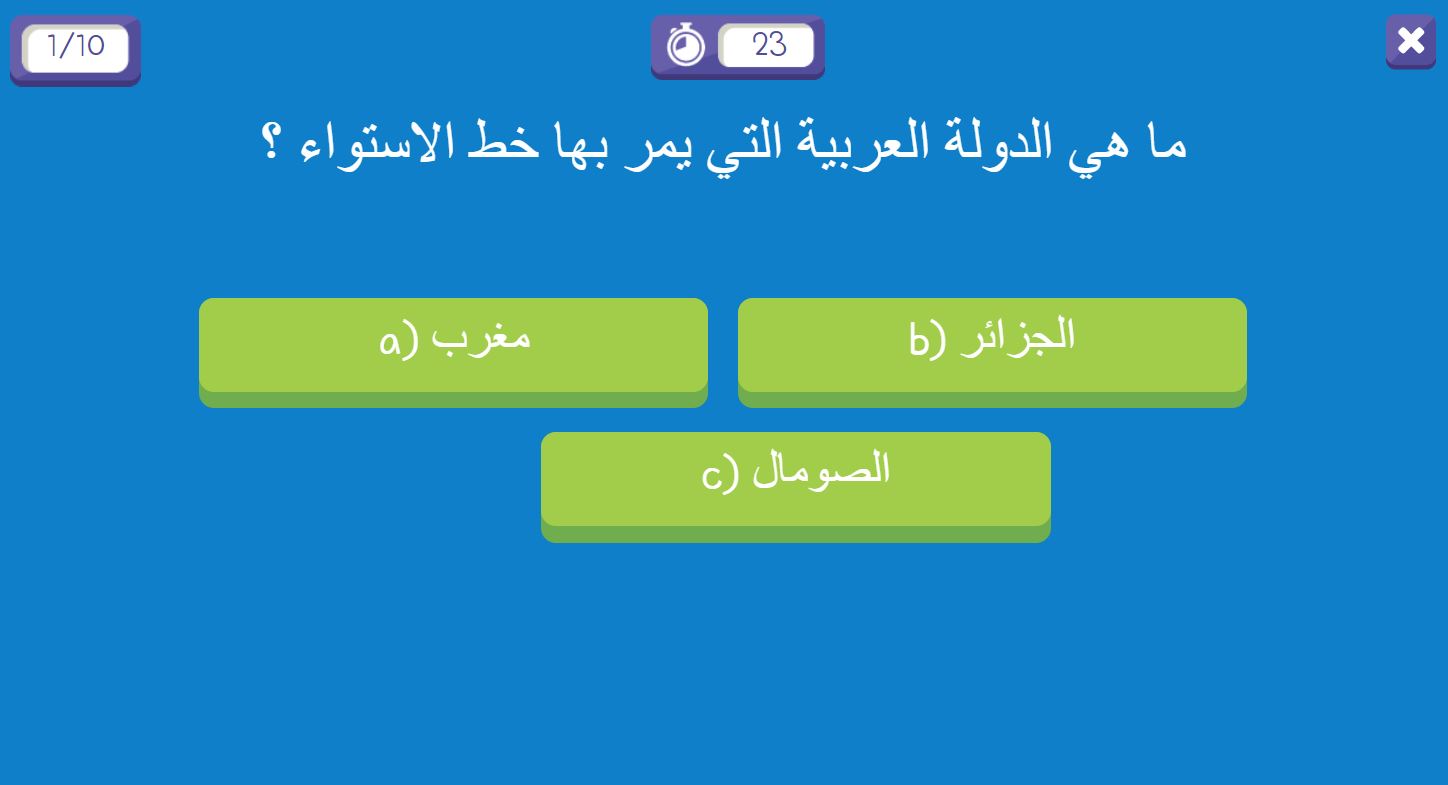 1/10
23
ما هي الدولة العربية التي يمر بها خط الاستواء ؟
a) مغرب
b) الجزائر
c) الصومال